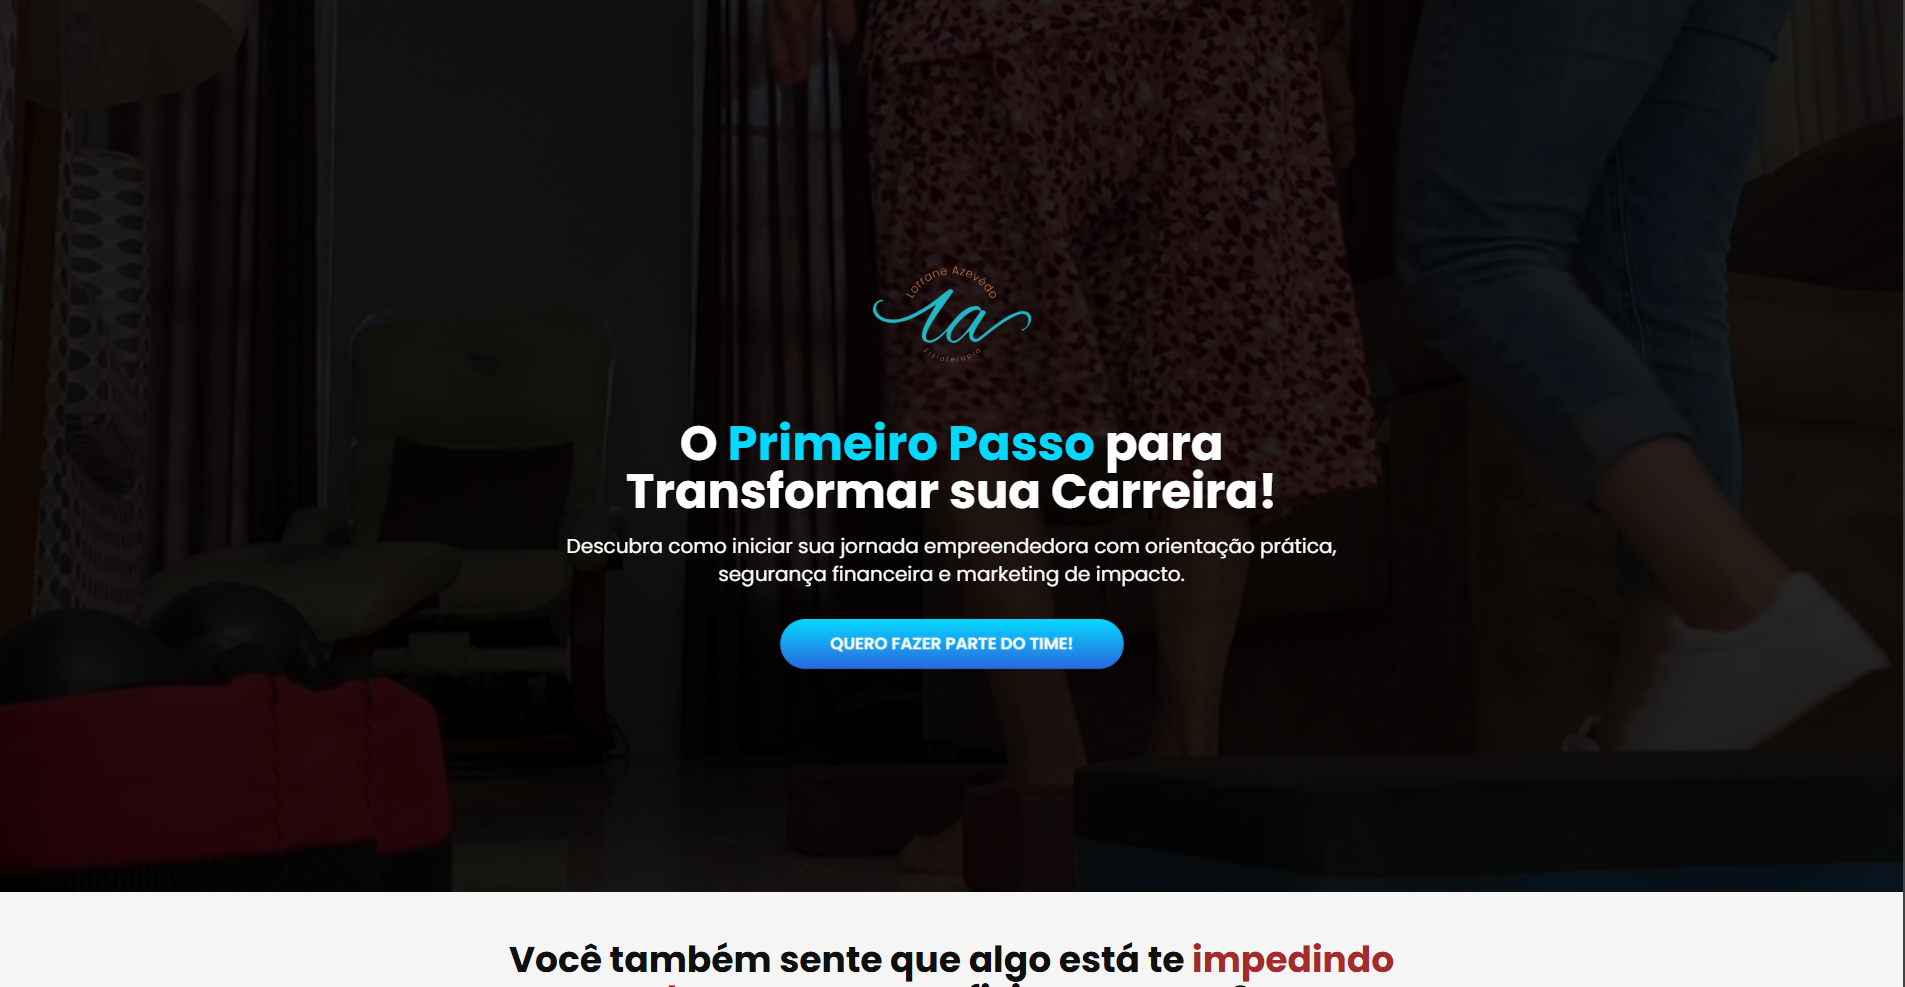 Lorrane Azevêdo
la
Fisioterapia
O Primeiro Passo para
Transformar sua Carreira!
Descubra como iniciar sua jornada empreendedora com orientação prática,
segurança financeira e marketing de impacto.
QUERO FAZER PARTE DO TIME!
Você também sente que algo está te impedindo